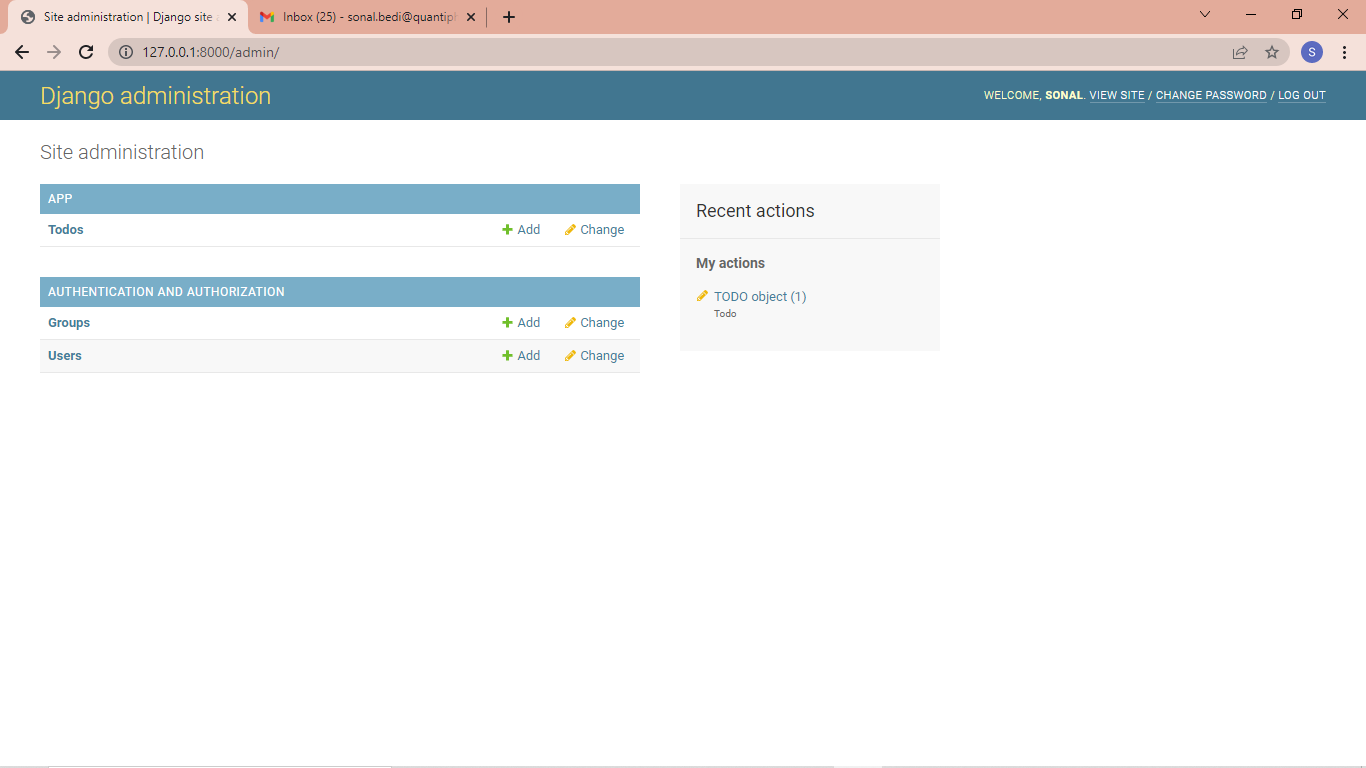 Site administration | Django site
Inbox (25) - sonal.bedi@quantiph
127.0.0.1:8000/admin/
S
Django administration
WELCOME, SONAL. VIEW SITE / CHANGE PASSWORD / LOG OUT
Site administration
APP
Todos Add Change
AUTHENTICATION AND AUTHORIZATION
Groups Add Change
Users Add Change
Recent actions
My actions
TODO object (1)
Todo